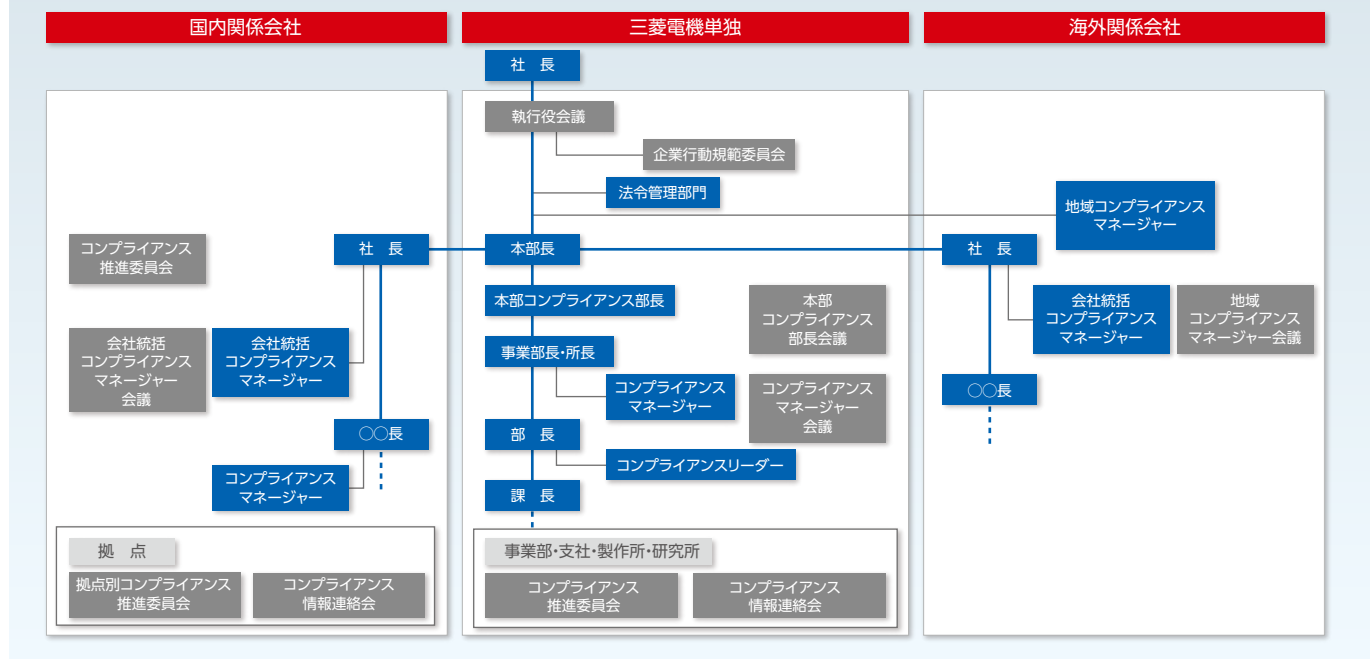 国内関係会社
三菱電機単独
海外関係会社
社 長
執行役会議
企業行動規範委員会
法令管理部門
地域コンプライアンス
マネージャー
コンプライアンス
推進委員会
社 長
本部長
社 長
本部コンプライアンス部長
本部
コンプライアンス
部長会議
会社統括
コンプライアンス
マネージャー
地域
コンプライアンス
マネージャー会議
会社統括
コンプライアンス
マネージャー
会議
会社統括
コンプライアンス
マネージャー
事業部長・所長
コンプライアンス
マネージャー
コンプライアンス
マネージャー
会議
〇〇長
〇〇長
部 長
コンプライアンスリーダー
コンプライアンス
マネージャー
課 長
拠 点
拠点別コンプライアンス
推進委員会
コンプライアンス
情報連絡会
事業部・支社・製作所・研究所
コンプライアンス
推進委員会
コンプライアンス
情報連絡会